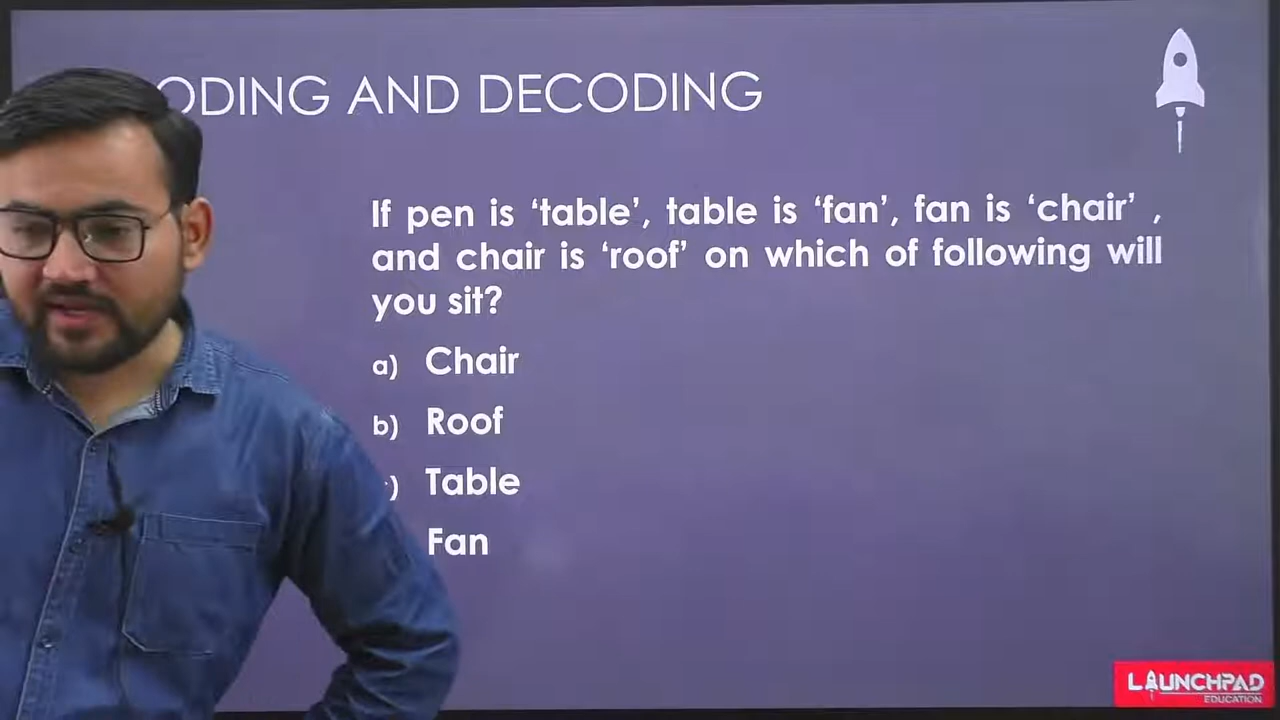 ODING AND DECODING
If pen is ‘table’, table is ‘fan’, fan is ‘chair’ ,
and chair is ‘roof’ on which of following will
you sit?
a) Chair
b) Roof
) Table
Fan
LAUNCHPAD
EDUCATION